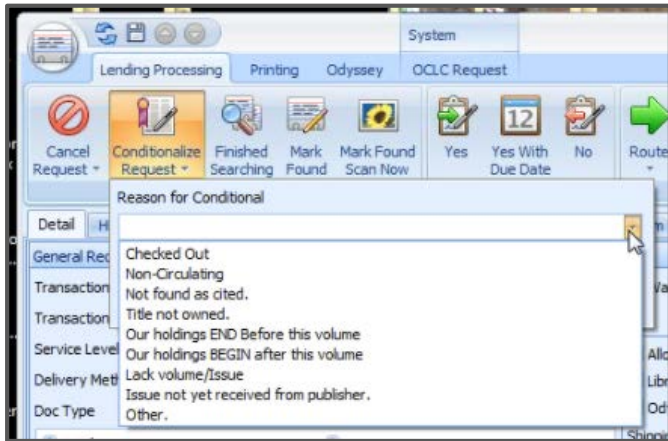 System
Lending Processing Printing Odyssey OCLC Request
Cancel Request
Conditionalize Request
Finished Searching
Mark Found
Mark Found Scan Now
Yes
12
Yes With Due Date
No
Route
Reason for Conditional
Detail
Checked Out
Non-Circulating
Not found as cited.
Title not owned.
Our holdings END Before this volume
Our holdings BEGIN after this volume
Lack volume/Issue
Issue not yet received from publisher.
Other.
General Req
Transaction
Transaction
Service Level
Delivery Met
Doc Type